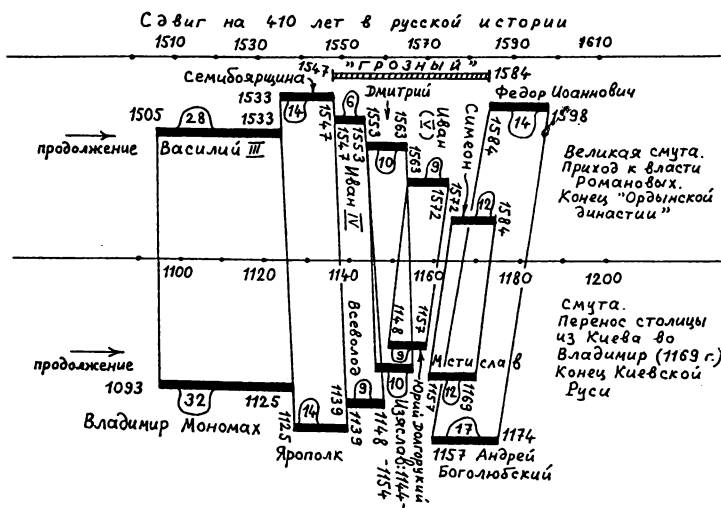 Сдвиг на 410 лет в русской истории
1510
1530
1550
1570
1590
1610
"ГРОЗНЫЙ"
1547
1584
Семибоярщина
Дмитрий
Федор Иоаннович
1533
14
1547
6
1547
1553
Иван IV
1553
1563
10
Иван (V)
1563
9
1572
Симеон
1572
12
1584
1584
14
1598
1505
28
1533
Василий III
продолжение
Великая смута.
Приход к власти
Романовых.
Конец "Ордынской
династии"
1100
1120
1140
1160
1180
1200
продолжение
1093
32
1125
Владимир Мономах
1125
14
1139
Ярополк
Всеволод
1139
9
1148
10
Изяслав: 1144-
-1154
1148
9
1157
Юрий Долгорукий
Мстислав
1157
12
1169
17
1174
1157 Андрей
Боголюбский
Смута.
Перенос столицы
из Киева во
Владимир (1169 г.)
Конец Киевской
Руси